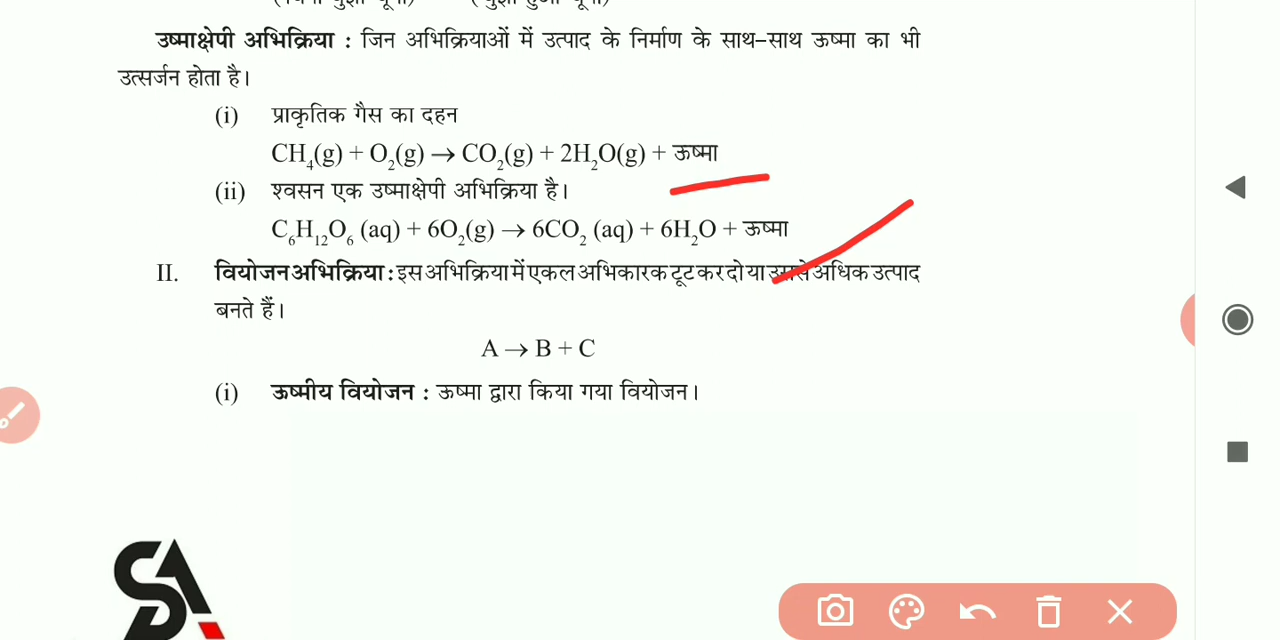 उष्माक्षेपी अभिक्रिया : जिन अभिक्रियाओं में उत्पाद के निर्माण के साथ-साथ ऊष्मा का भी
उत्सर्जन होता है।
(i) प्राकृतिक गैस का दहन
CH₄(g) + O₂(g) → CO₂(g) + 2H₂O(g) + ऊष्मा
(ii) श्वसन एक उष्माक्षेपी अभिक्रिया है।
C₆H₁₂O₆ (aq) + 6O₂(g) → 6CO₂ (aq) + 6H₂O + ऊष्मा
II. वियोजन अभिक्रिया : इस अभिक्रिया में एकल अभिकारक टूट कर दो या उससे अधिक उत्पाद
बनते हैं।
A → B + C
(i) ऊष्मीय वियोजन : ऊष्मा द्वारा किया गया वियोजन।